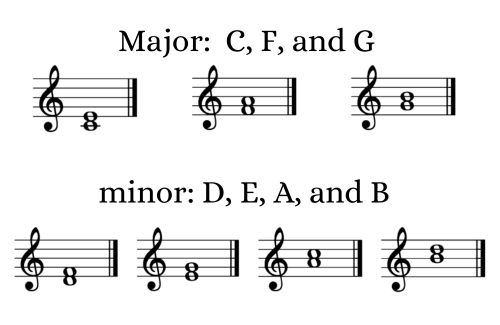 Major: C, F, and G
minor: D, E, A, and B